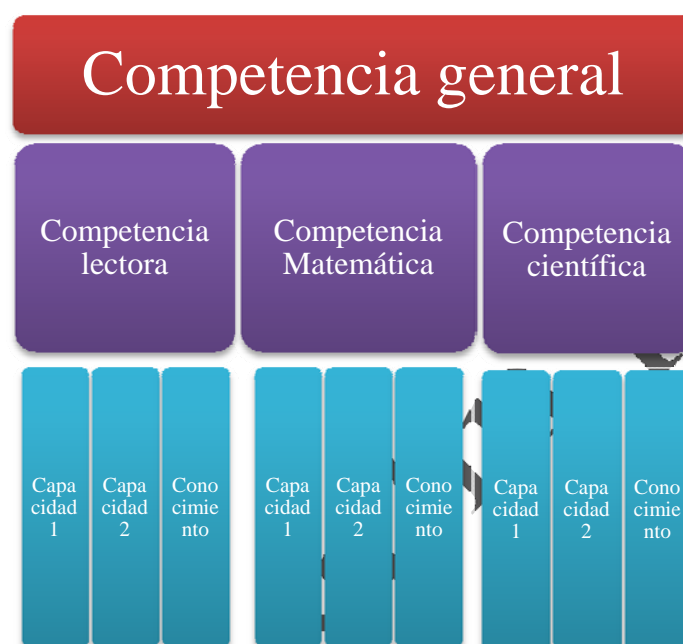 Competencia general
Competencia
lectora
Competencia
Matemática
Competencia
científica
Capa
cidad
1
Capa
cidad
2
Cono
cimie
nto
Capa
cidad
1
Capa
cidad
2
Cono
cimie
nto
Capa
cidad
1
Capa
cidad
2
Cono
cimie
nto